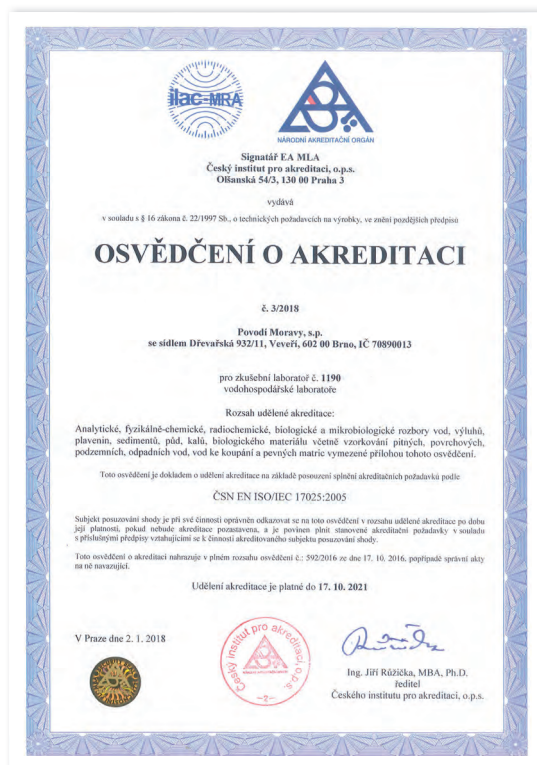 ilac-MRA
NÁRODNÍ AKREDITAČNÍ ORGÁN
Signatář EA MLA
Český institut pro akreditaci, o.p.s.
Olšanská 54/3, 130 00 Praha 3
vydává
v souladu s § 16 zákona č. 22/1997 Sb., o technických požadavcích na výrobky, ve znění pozdějších předpisů
OSVĚDČENÍ O AKREDITACI
č. 3/2018
Povodí Moravy, s.p.
se sídlem Dřevařská 932/11, Veveří, 602 00 Brno, IČ 70890013
pro zkušební laboratoř č. 1190
vodohospodářské laboratoře
Rozsah udělené akreditace:
Analytické, fyzikálně-chemické, radiochemické, biologické a mikrobiologické rozbory vod, výluhů,
plavenin, sedimentů, půd, kalů, biologického materiálu včetně vzorkování pitných, povrchových,
podzemních, odpadních vod, vod ke koupání a pevných matric vymezené přílohou tohoto osvědčení.
Toto osvědčení je dokladem o udělení akreditace na základě posouzení splnění akreditačních požadavků podle
ČSN EN ISO/IEC 17025:2005
Subjekt posuzování shody je při své činnosti oprávněn odkazovat se na toto osvědčení v rozsahu udělené akreditace po dobu
její platnosti, pokud nebude akreditace pozastavena, a je povinen plnit stanovené akreditační požadavky v souladu
s příslušnými předpisy vztahujícími se k činnosti akreditovaného subjektu posuzování shody.
Toto osvědčení o akreditaci nahrazuje v plném rozsahu osvědčení č.: 592/2016 ze dne 17. 10. 2016, popřípadě správní akty
na ně navazující.
Udělení akreditace je platné do 17. 10. 2021
V Praze dne 2. 1. 2018
Český institut pro akreditaci, o.p.s.
–2–
Ing. Jiří Růžička, MBA, Ph.D.
ředitel
Českého institutu pro akreditaci, o.p.s.